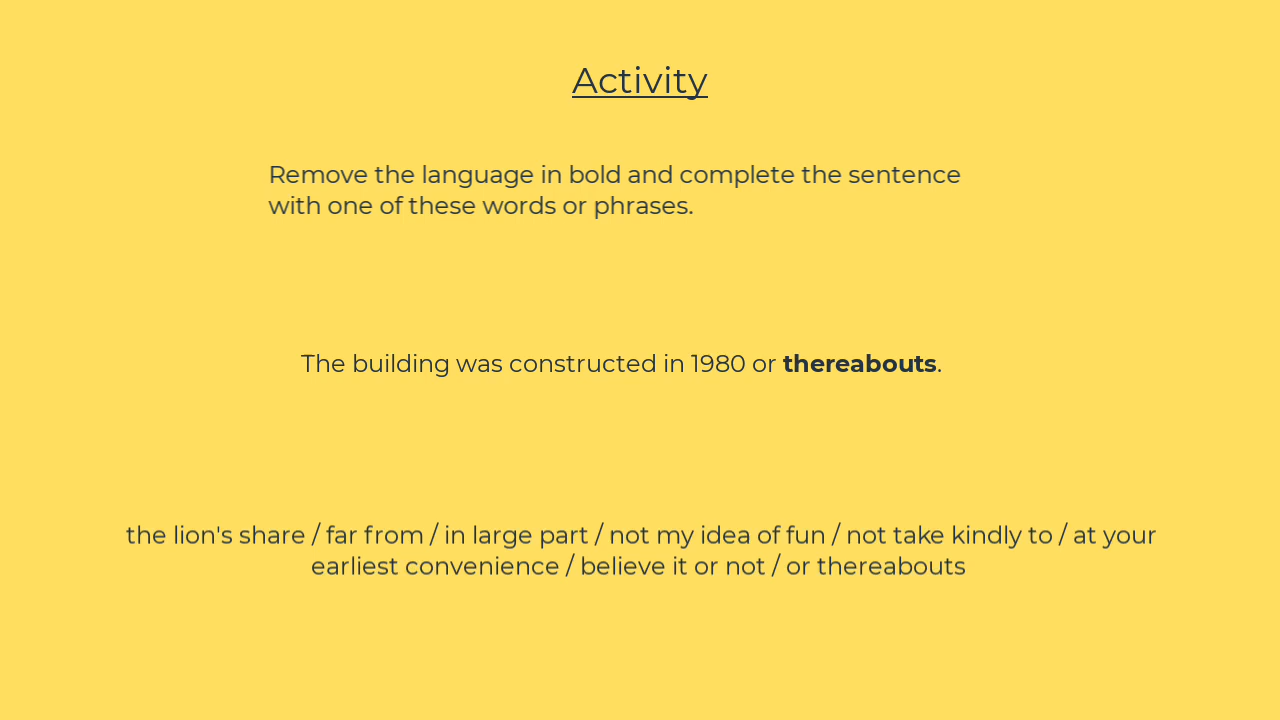 Activity
Remove the language in bold and complete the sentence
with one of these words or phrases.
The building was constructed in 1980 or thereabouts.
the lion's share / far from / in large part / not my idea of fun / not take kindly to / at your
earliest convenience / believe it or not / or thereabouts